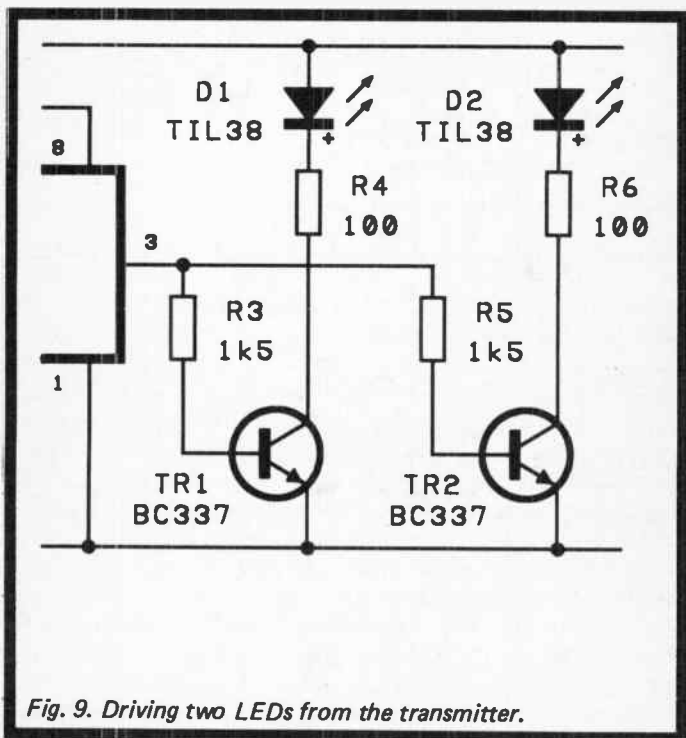 D1
TIL38
+
D2
TIL38
+
8
R4
100
R6
100
3
R3
1k5
R5
1k5
1
TR1
BC337
TR2
BC337
Fig. 9. Driving two LEDs from the transmitter.